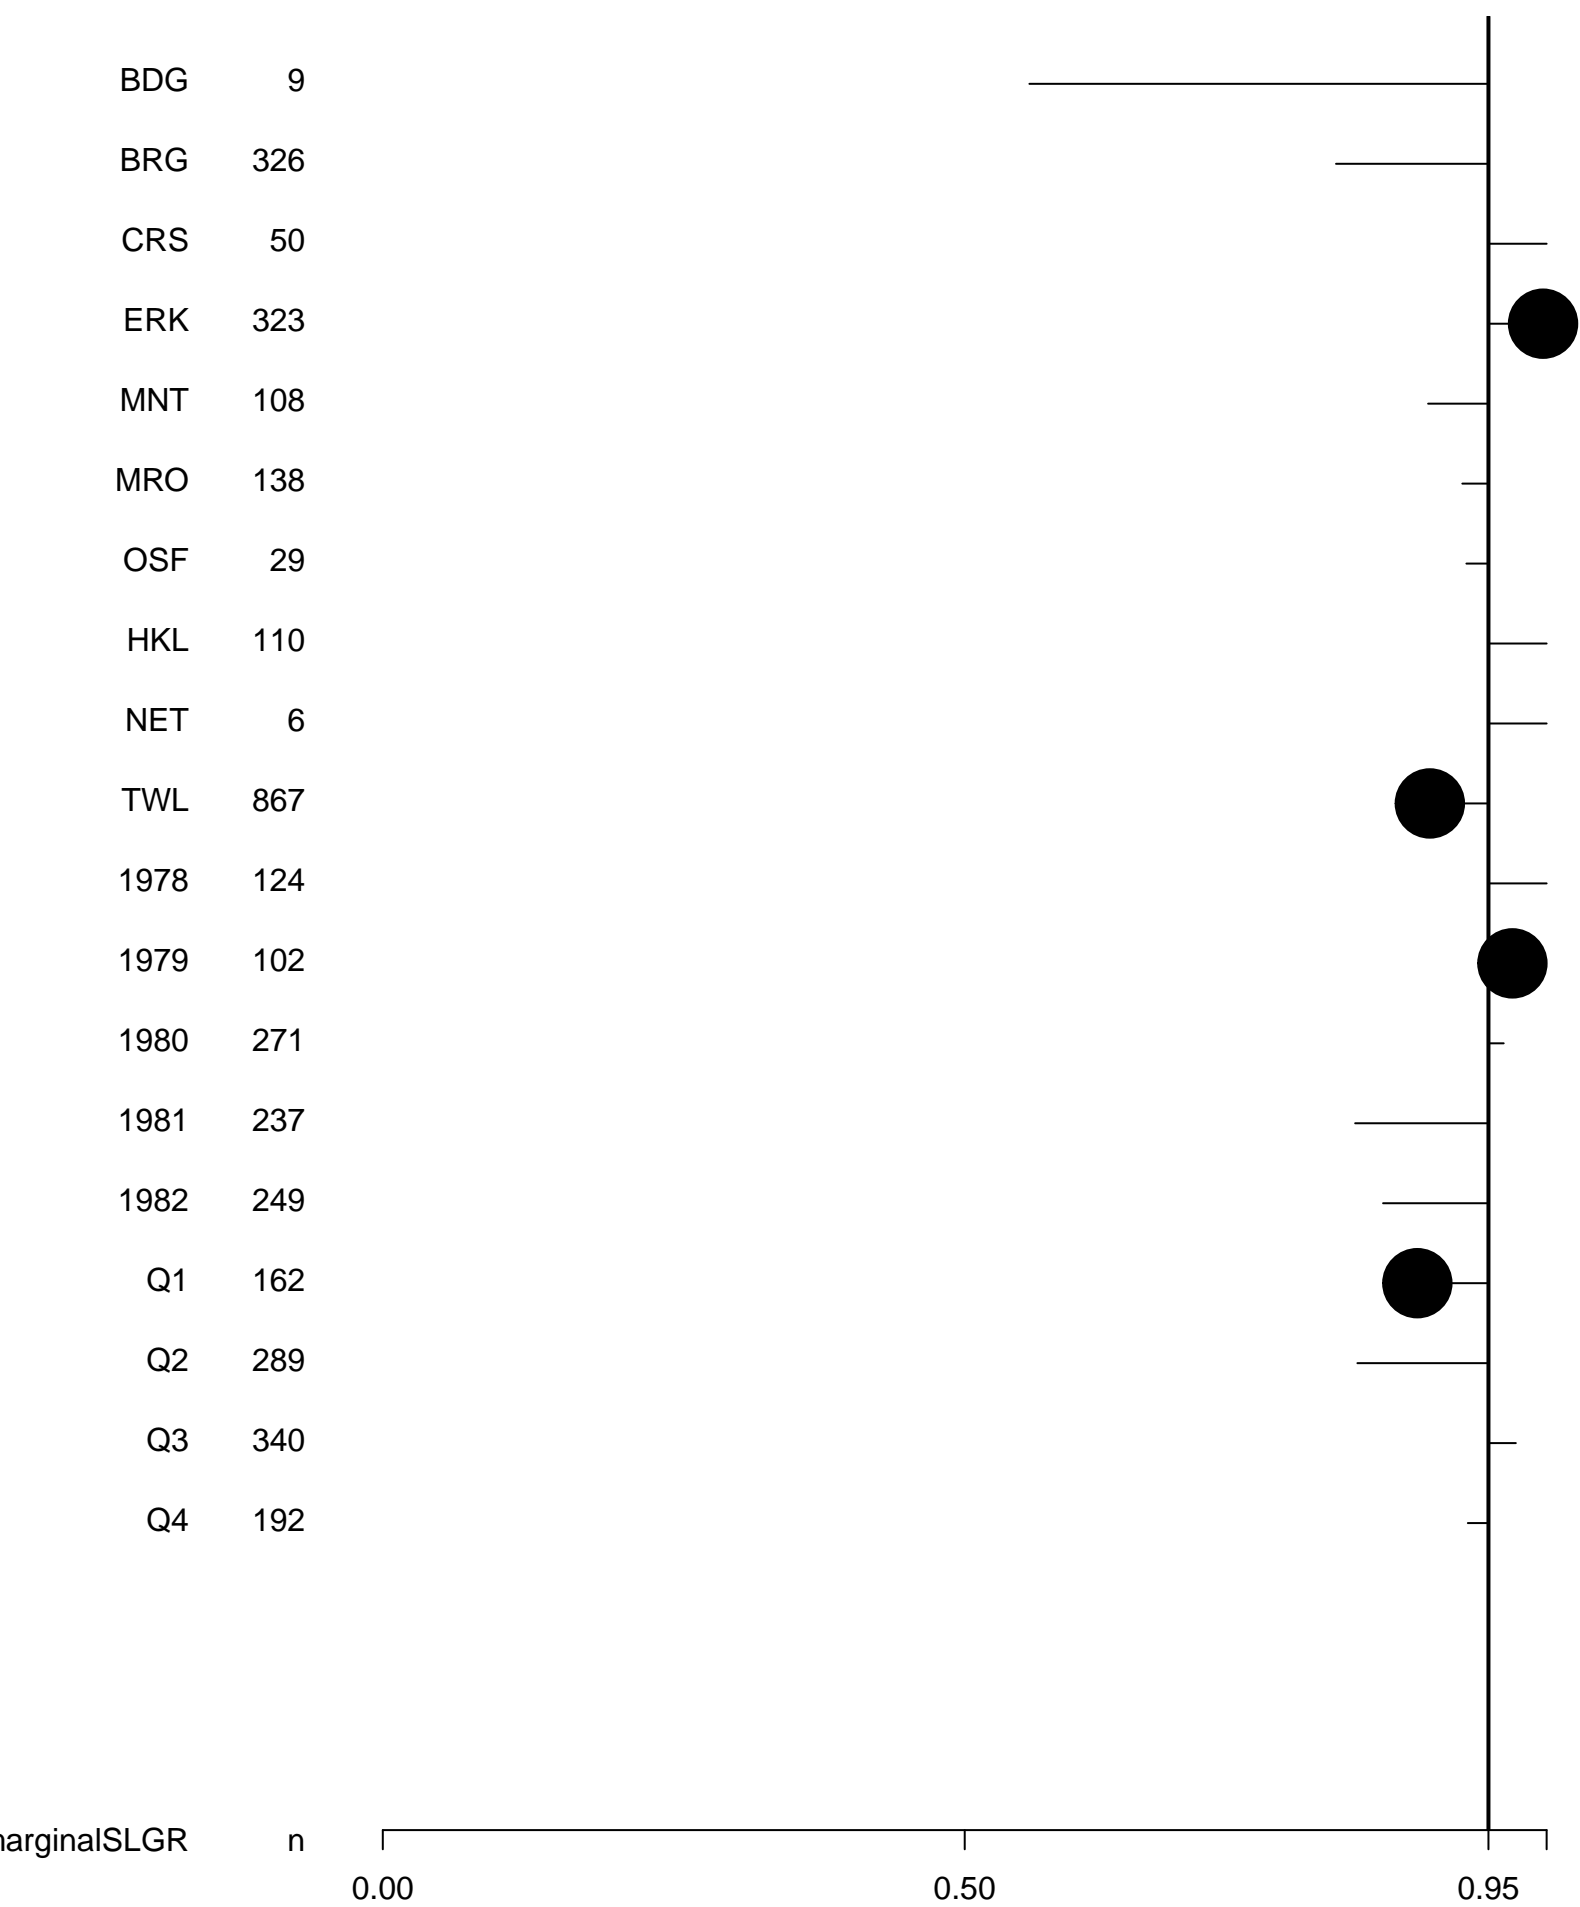 BDG 9
BRG 326
CRS 50
ERK 323
MNT 108
MRO 138
OSF 29
HKL 110
NET 6
TWL 867
1978 124
1979 102
1980 271
1981 237
1982 249
Q1 162
Q2 289
Q3 340
Q4 192
arginalSLGR n
0.00 0.50 0.95